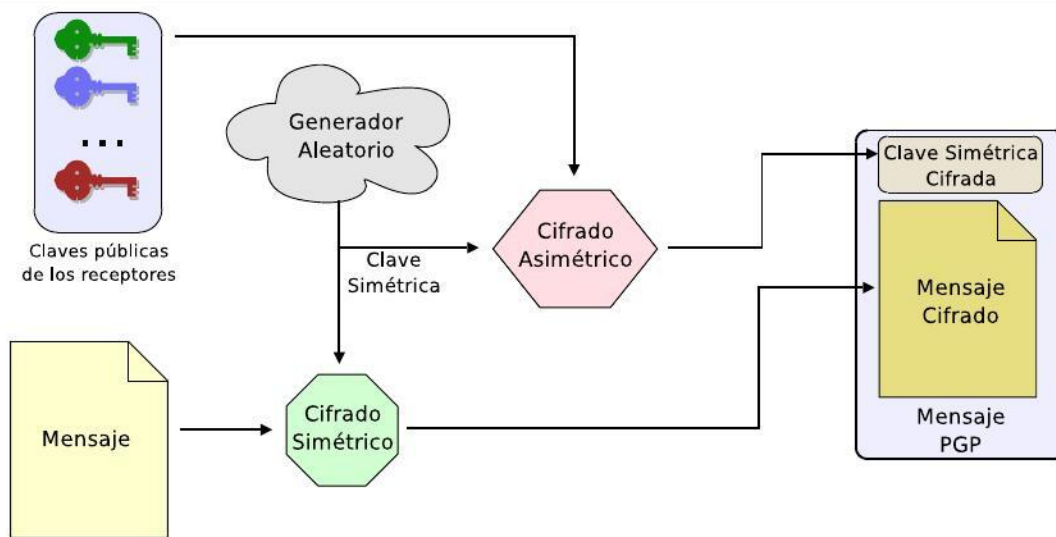 Generador
Aleatorio
Clave Simétrica
Cifrada
Cifrado
Asimétrico
Claves públicas
de los receptores
Clave
Simétrica
Mensaje
Cifrado
Mensaje
Cifrado
Simétrico
Mensaje
PGP